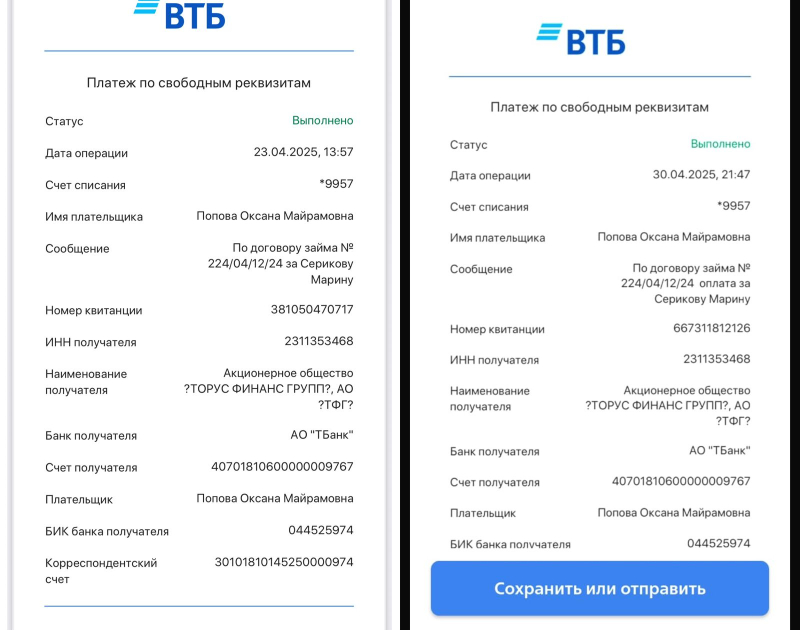 ВТБ
Платеж по свободным реквизитам
Статус Выполнено
Дата операции 23.04.2025, 13:57
Счет списания *9957
Имя плательщика Попова Оксана Майрамовна
Сообщение По договору займа №
224/04/12/24 за Серикову
Марину
Номер квитанции 381050470717
ИНН получателя 2311353468
Наименование Акционерное общество
получателя ?ТОРУС ФИНАНС ГРУПП?, АО
?ТФГ?
Банк получателя АО "ТБанк"
Счет получателя 40701810600000009767
Плательщик Попова Оксана Майрамовна
БИК банка получателя 044525974
Корреспондентский 30101810145250000974
счет
ВТБ
Платеж по свободным реквизитам
Статус Выполнено
Дата операции 30.04.2025, 21:47
Счет списания *9957
Имя плательщика Попова Оксана Майрамовна
Сообщение По договору займа №
224/04/12/24 оплата за
Серикову Марину
Номер квитанции 667311812126
ИНН получателя 2311353468
Наименование Акционерное общество
получателя ?ТОРУС ФИНАНС ГРУПП?, АО
?ТФГ?
Банк получателя АО "ТБанк"
Счет получателя 40701810600000009767
Плательщик Попова Оксана Майрамовна
БИК банка получателя 044525974
Сохранить или отправить